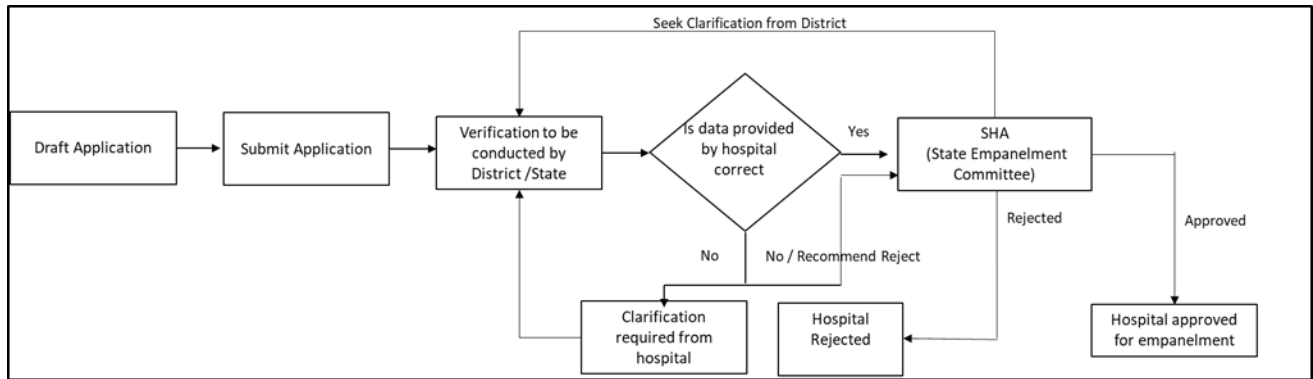 Seek Clarification from District
Draft Application
Submit Application
Verification to be
conducted by
District /State
Is data provided
by hospital
correct
Yes
SHA
(State Empanelment
Committee)
No
No / Recommend Reject
Rejected
Approved
Clarification
required from
hospital
Hospital
Rejected
Hospital approved
for empanelment